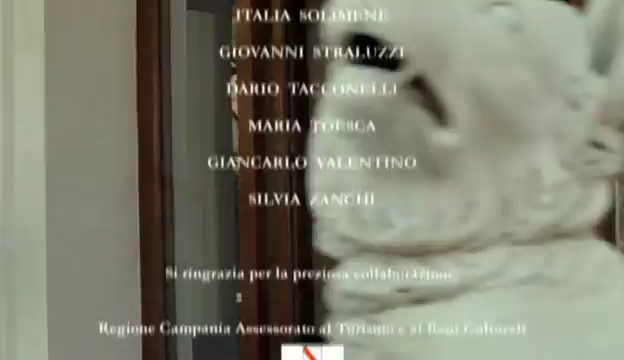 ITALIA SOLIMENE
GIOVANNI STRALUZZI
DARIO TACCONELLI
MARIA TOESCA
GIANCARLO VALENTINO
SILVIA ZANCHI
Si ringrazia per la preziosa collaborazione
Regione Campania Assessorato al Turismo e ai Beni Culturali